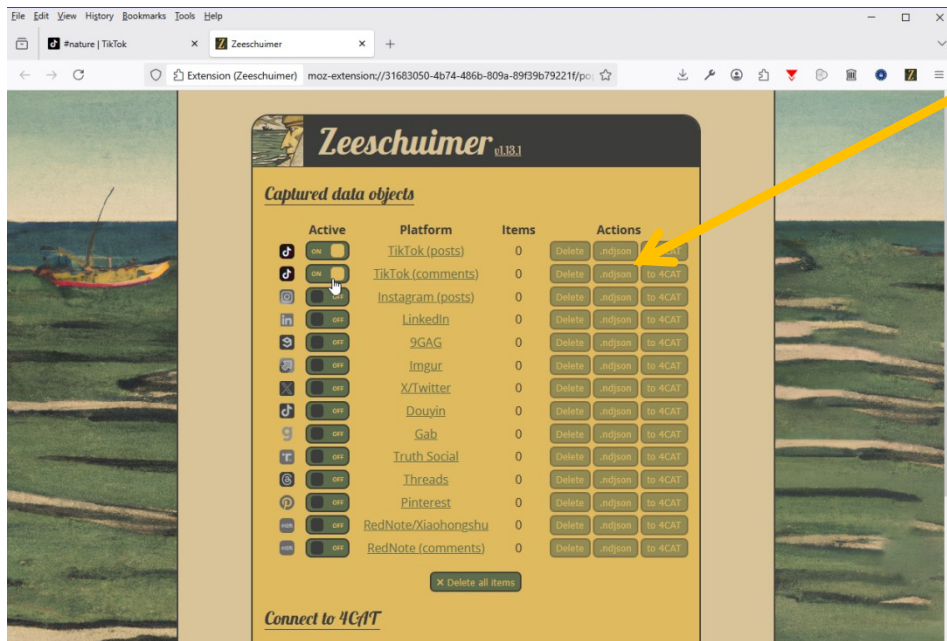 File Edit View History Bookmarks Tools Help
#nature | TikTok
Zeeschuimer
Extension (Zeeschuimer) moz-extension://31683050-4b74-486b-809a-89f39b79221f/po
Zeeschuimer v1.13.1
Captured data objects
Active Platform Items Actions
ON TikTok (posts) 0 Delete .ndjson 4CAT
ON TikTok (comments) 0 Delete .ndjson to 4CAT
OFF Instagram (posts) 0 Delete .ndjson to 4CAT
OFF LinkedIn 0 Delete .ndjson to 4CAT
OFF 9GAG 0 Delete .ndjson to 4CAT
OFF Imgur 0 Delete .ndjson to 4CAT
OFF X/Twitter 0 Delete .ndjson to 4CAT
OFF Douyin 0 Delete .ndjson to 4CAT
OFF Gab 0 Delete .ndjson to 4CAT
OFF Truth Social 0 Delete .ndjson to 4CAT
OFF Threads 0 Delete .ndjson to 4CAT
OFF Pinterest 0 Delete .ndjson to 4CAT
OFF RedNote/Xiaohongshu 0 Delete .ndjson to 4CAT
OFF RedNote (comments) 0 Delete .ndjson to 4CAT
× Delete all items
Connect to 4CAT